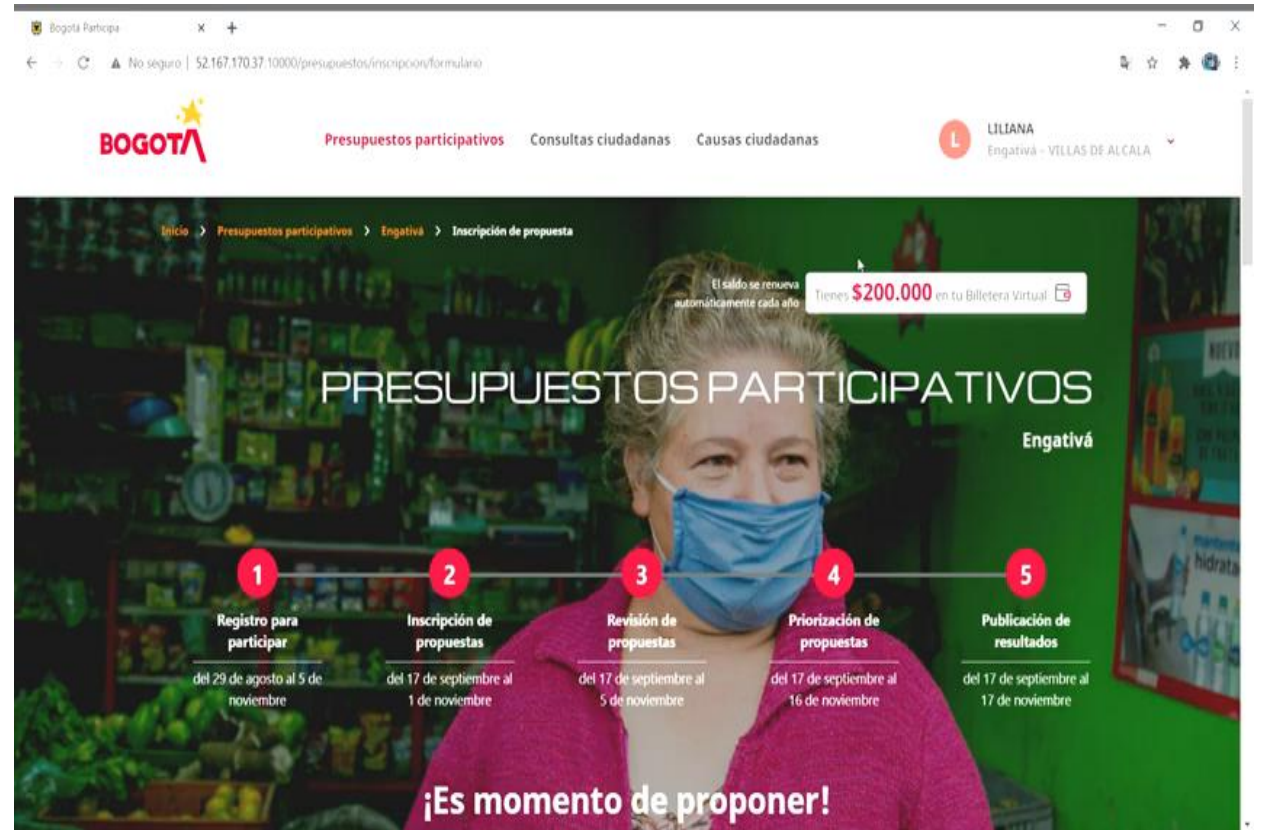 Bogotá Participa
No seguro | 52.167.170.37:10000/presupuestos/inscripcion/formulario
BOGOTÁ
Presupuestos participativos
Consultas ciudadanas
Causas ciudadanas
L
LILIANA
Engativá - VILLAS DE ALCALA
Inicio > Presupuestos participativos > Engativá > Inscripción de propuesta
El saldo se renueva
automáticamente cada año
Tienes $200.000 en tu Billetera Virtual
PRESUPUESTOS PARTICIPATIVOS
Engativá
1
2
3
4
5
Registro para
participar
del 29 de agosto al 5 de
noviembre
Inscripción de
propuestas
del 17 de septiembre al
1 de noviembre
Revisión de
propuestas
del 17 de septiembre al
5 de noviembre
Priorización de
propuestas
del 17 de septiembre al
16 de noviembre
Publicación de
resultados
del 17 de septiembre al
17 de noviembre
¡Es momento de proponer!